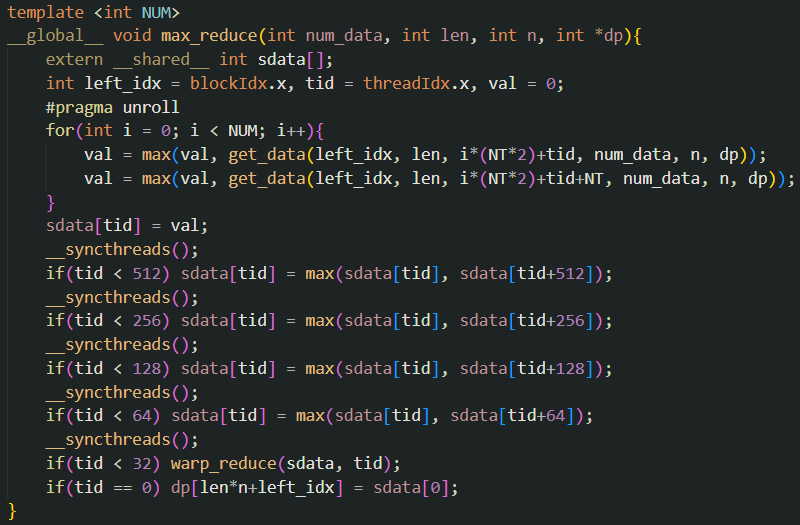 template <int NUM>
__global__ void max_reduce(int num_data, int len, int n, int *dp){
    extern __shared__ int sdata[];
    int left_idx = blockIdx.x, tid = threadIdx.x, val = 0;
    #pragma unroll
    for(int i = 0; i < NUM; i++){
        val = max(val, get_data(left_idx, len, i*(NT*2)+tid, num_data, n, dp));
        val = max(val, get_data(left_idx, len, i*(NT*2)+tid+NT, num_data, n, dp));
    }
    sdata[tid] = val;
    __syncthreads();
    if(tid < 512) sdata[tid] = max(sdata[tid], sdata[tid+512]);
    __syncthreads();
    if(tid < 256) sdata[tid] = max(sdata[tid], sdata[tid+256]);
    __syncthreads();
    if(tid < 128) sdata[tid] = max(sdata[tid], sdata[tid+128]);
    __syncthreads();
    if(tid < 64) sdata[tid] = max(sdata[tid], sdata[tid+64]);
    __syncthreads();
    if(tid < 32) warp_reduce(sdata, tid);
    if(tid == 0) dp[len*n+left_idx] = sdata[0];
}